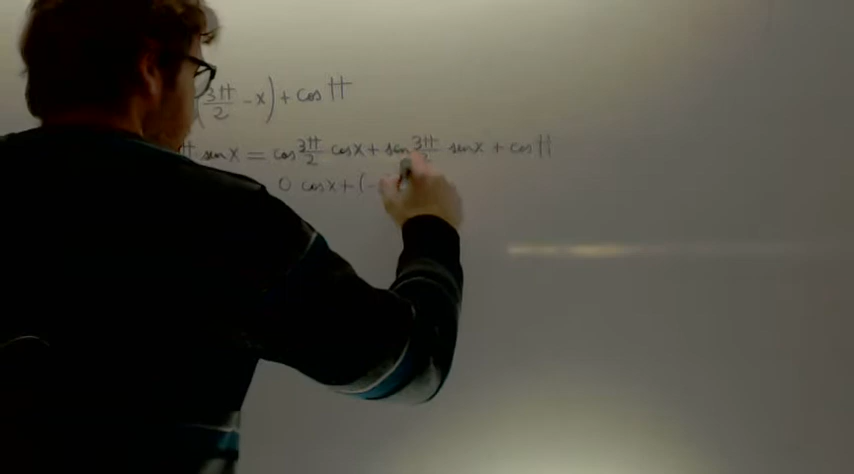 (3π/2 - x) + cos π
π sen x = cos 3π/2 cos x + sen 3π/2 sen x + cos π
0 cos x + (-